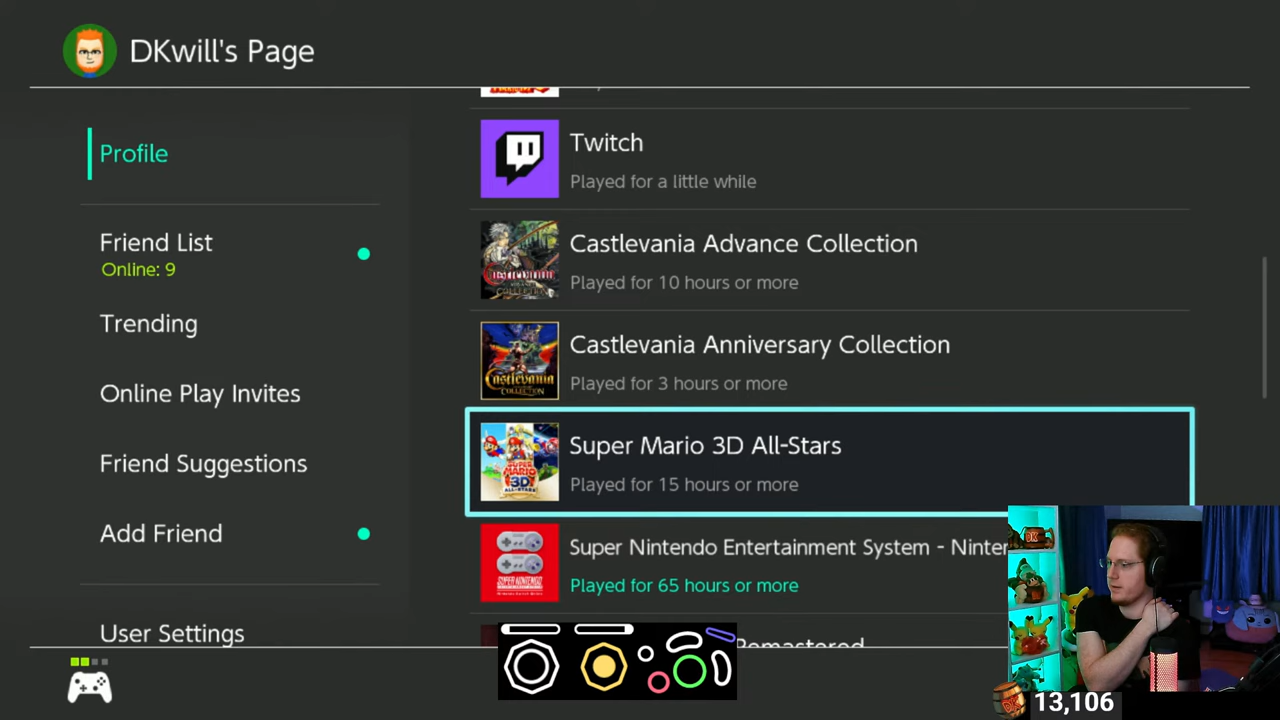 DKwill's Page
Profile
Friend List
Online: 9
Trending
Online Play Invites
Friend Suggestions
Add Friend
User Settings
Twitch
Played for a little while
Castlevania Advance Collection
Played for 10 hours or more
Castlevania Anniversary Collection
Played for 3 hours or more
Super Mario 3D All-Stars
Played for 15 hours or more
Super Nintendo Entertainment System - Ninten
Played for 65 hours or more
Remastered
13,106